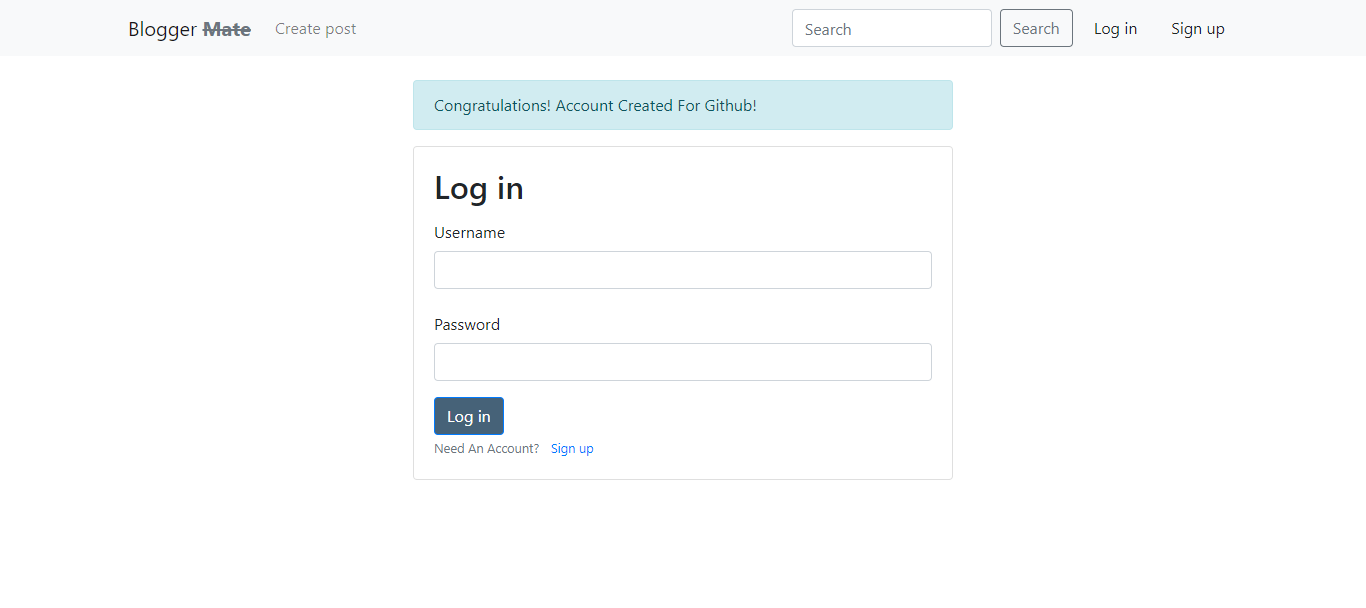 Blogger Mate Create post Search Search Log in Sign up
Congratulations! Account Created For Github!
Log in
Username
Password
Log in
Need An Account? Sign up